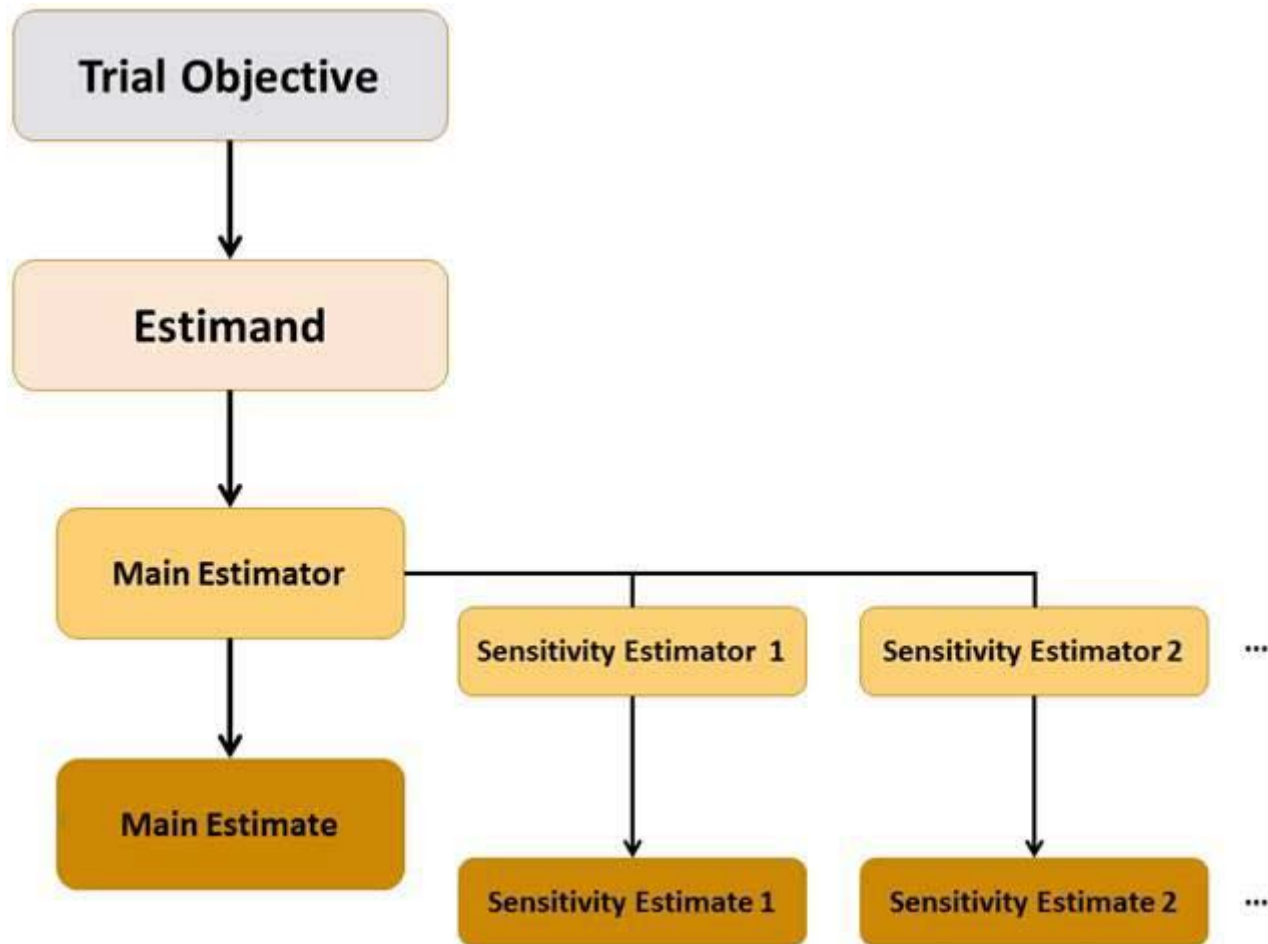 Trial Objective
Estimand
Main Estimator
Sensitivity Estimator 1
Sensitivity Estimator 2
...
Main Estimate
Sensitivity Estimate 1
Sensitivity Estimate 2
...